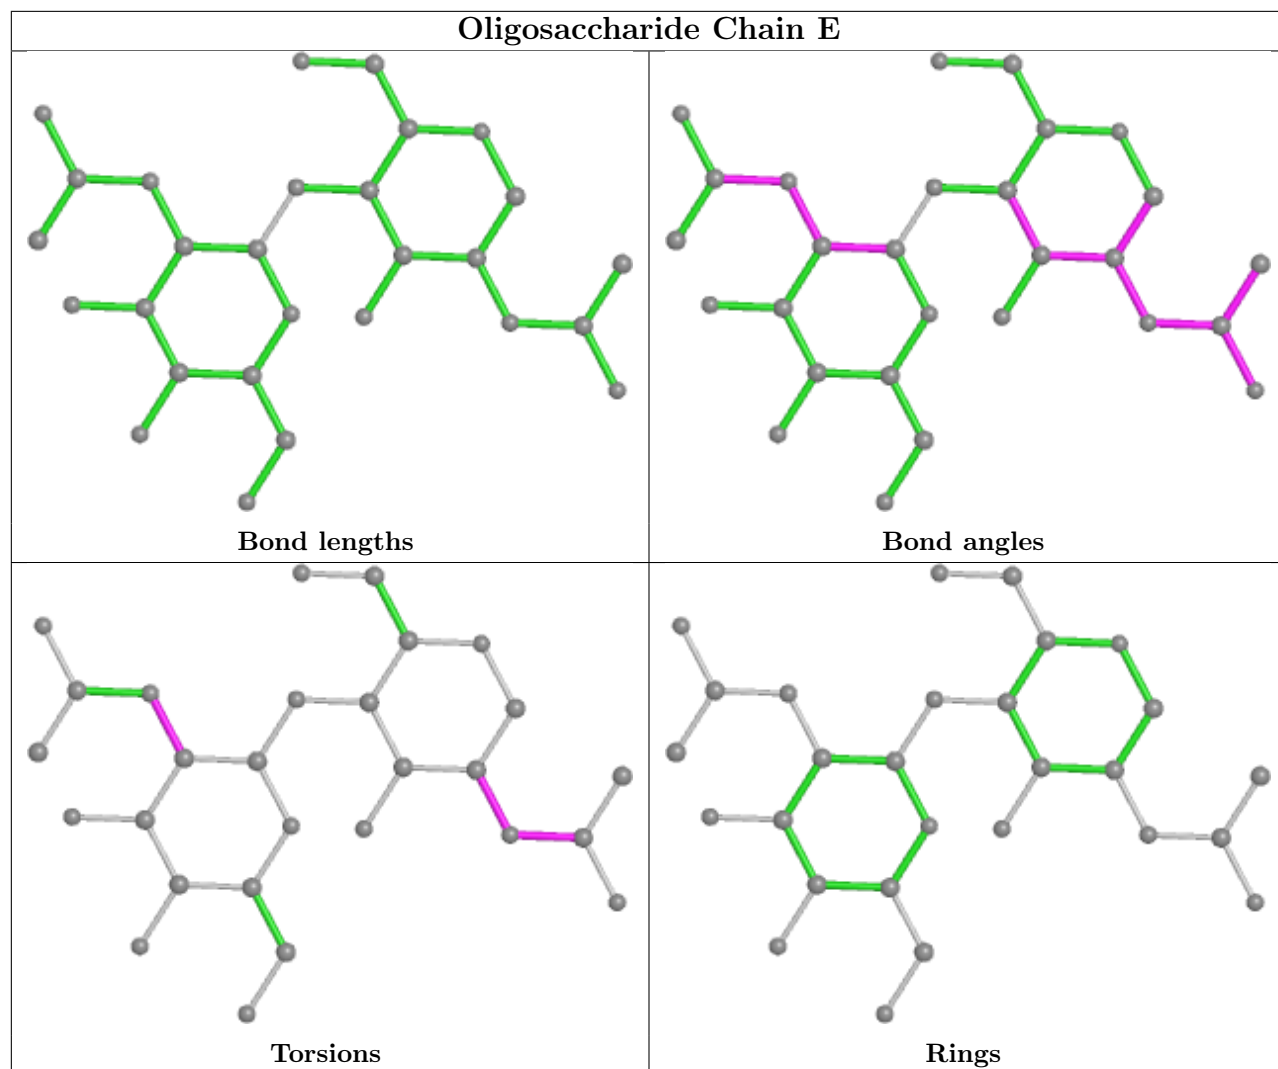 Oligosaccharide Chain E
Bond lengths
Bond angles
Torsions
Rings